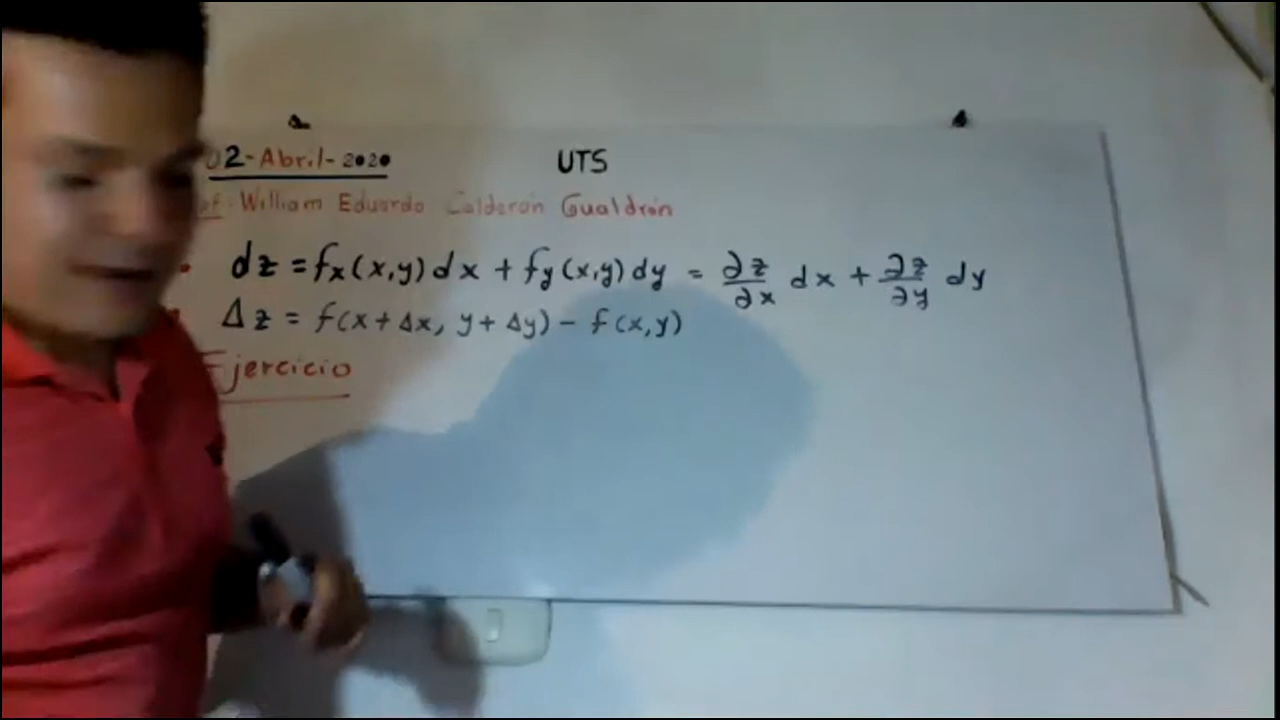 02-Abril-2020
UTS
of: William Eduardo Calderón Gualdrón
• dz = fx(x,y)dx + fy(x,y)dy = ∂z/∂x dx + ∂z/∂y dy
• Δz = f(x+Δx, y+Δy) - f(x,y)
Ejercicio